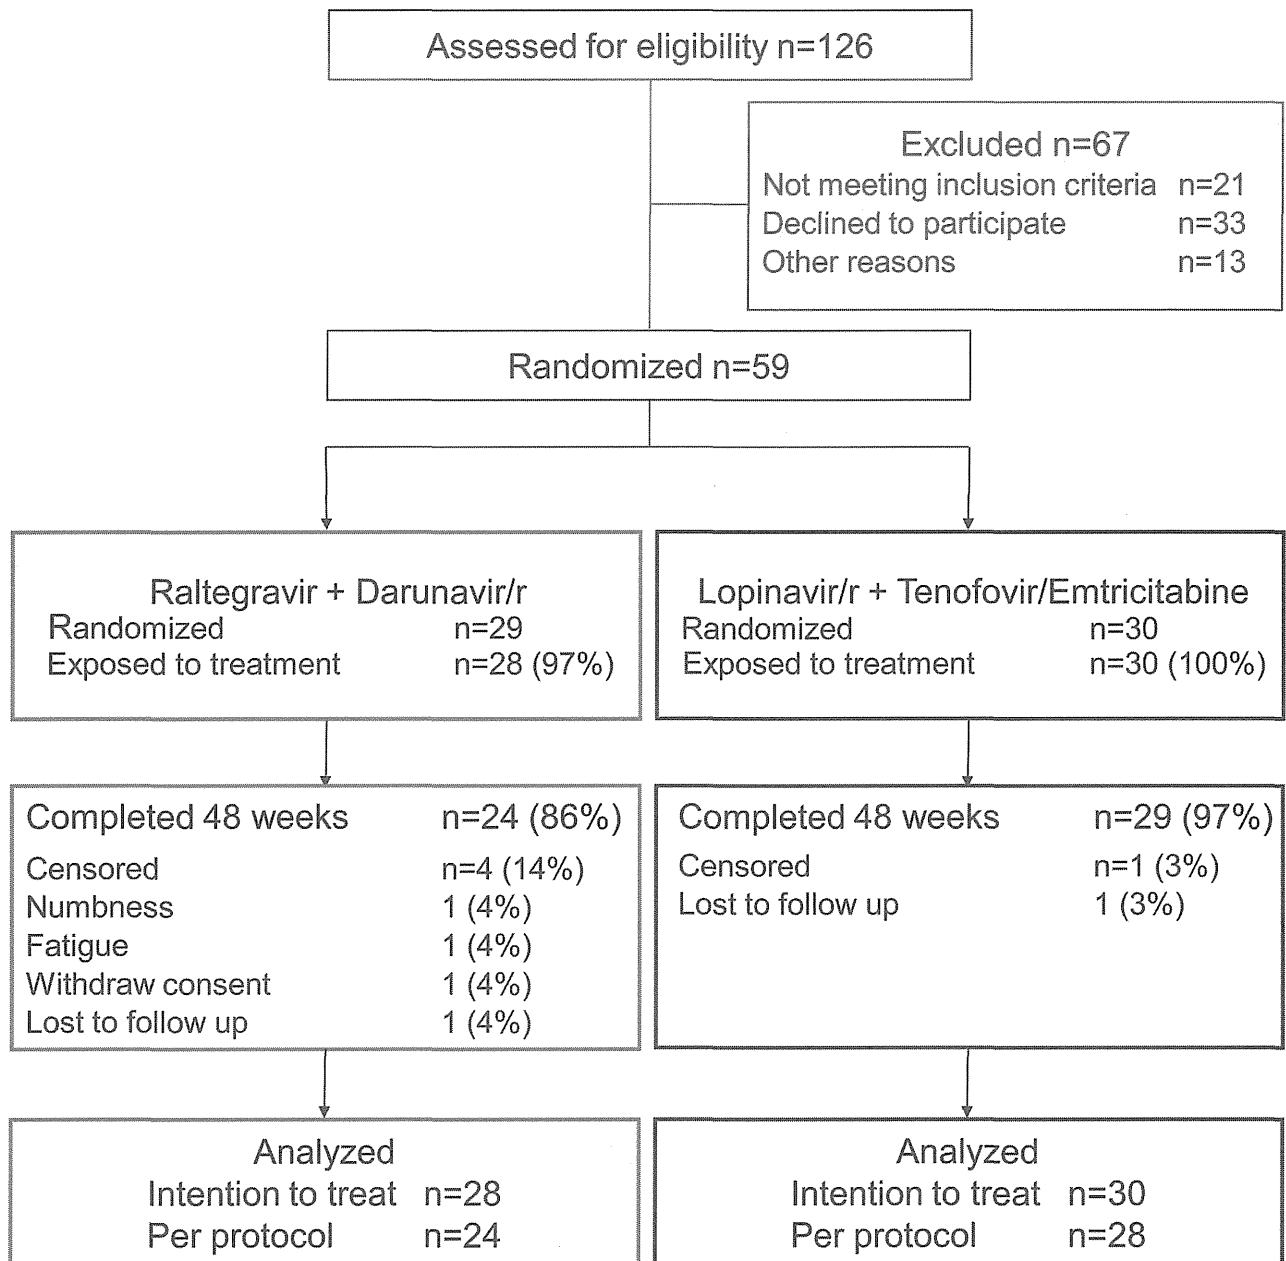 Assessed for eligibility n=126
Excluded n=67
Not meeting inclusion criteria n=21
Declined to participate n=33
Other reasons n=13
Randomized n=59
Raltegravir + Darunavir/r
Randomized n=29
Exposed to treatment n=28 (97%)
Lopinavir/r + Tenofovir/Emtricitabine
Randomized n=30
Exposed to treatment n=30 (100%)
Completed 48 weeks n=24 (86%)
Censored n=4 (14%)
Numbness 1 (4%)
Fatigue 1 (4%)
Withdraw consent 1 (4%)
Lost to follow up 1 (4%)
Completed 48 weeks n=29 (97%)
Censored n=1 (3%)
Lost to follow up 1 (3%)
Analyzed
Intention to treat n=28
Per protocol n=24
Analyzed
Intention to treat n=30
Per protocol n=28